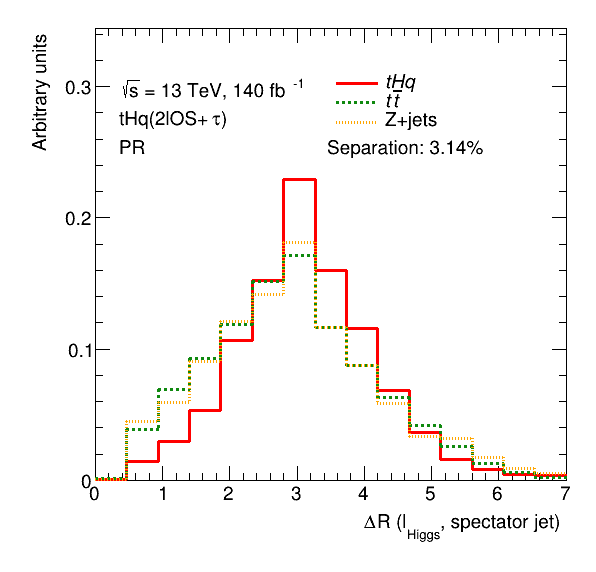 Arbitrary units
0.3
0.2
0.1
0
√s = 13 TeV, 140 fb⁻¹
tHq(2lOS+ τ)
PR
tHq
tt̅
Z+jets
Separation: 3.14%
0 1 2 3 4 5 6 7
ΔR (l_Higgs, spectator jet)